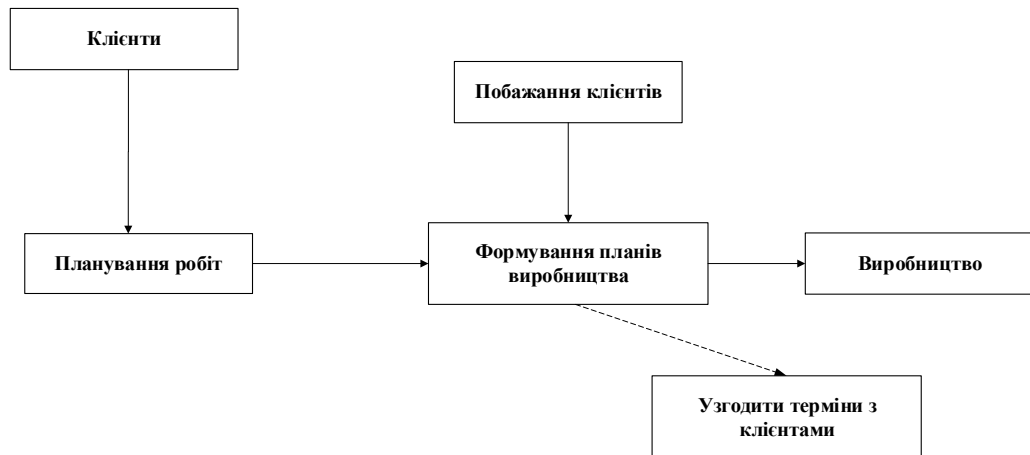 Клієнти
Побажання клієнтів
Планування робіт
Формування планів
виробництва
Виробництво
Узгодити терміни з
клієнтами